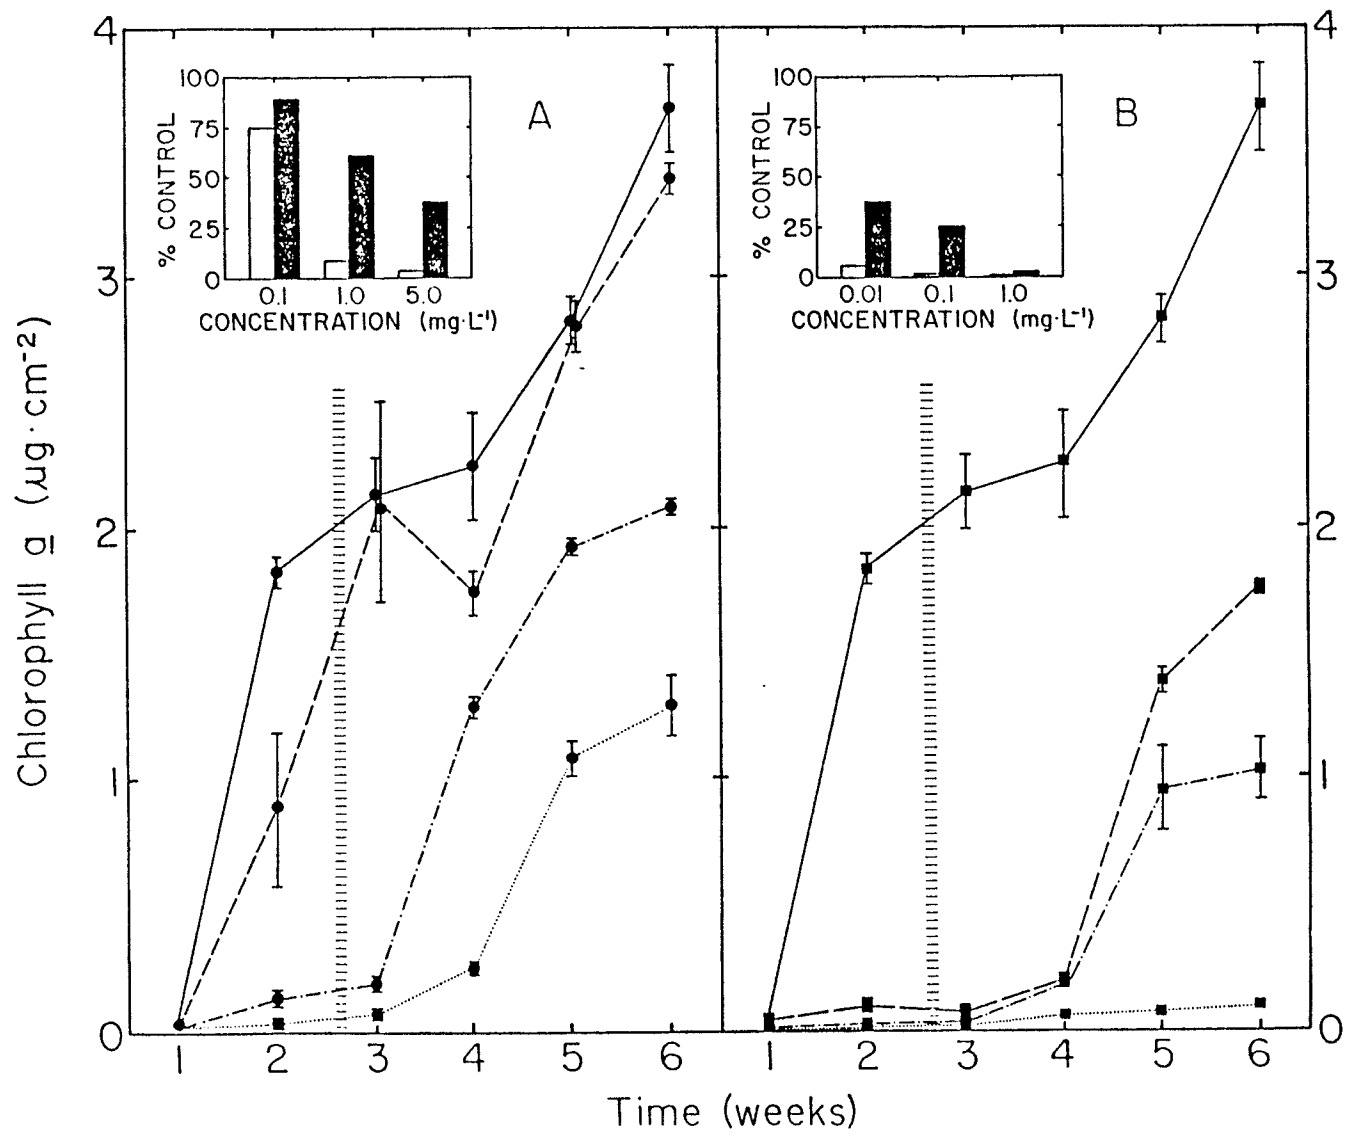 4
A
100
75
50
25
0
% CONTROL
0.1 1.0 5.0
CONCENTRATION (mg·L⁻¹)
B
100
75
50
25
0
% CONTROL
0.01 0.1 1.0
CONCENTRATION (mg·L⁻¹)
4
3
2
1
0
3
2
1
0
Chlorophyll a (µg·cm⁻²)
1 2 3 4 5 6
1 2 3 4 5 6
Time (weeks)